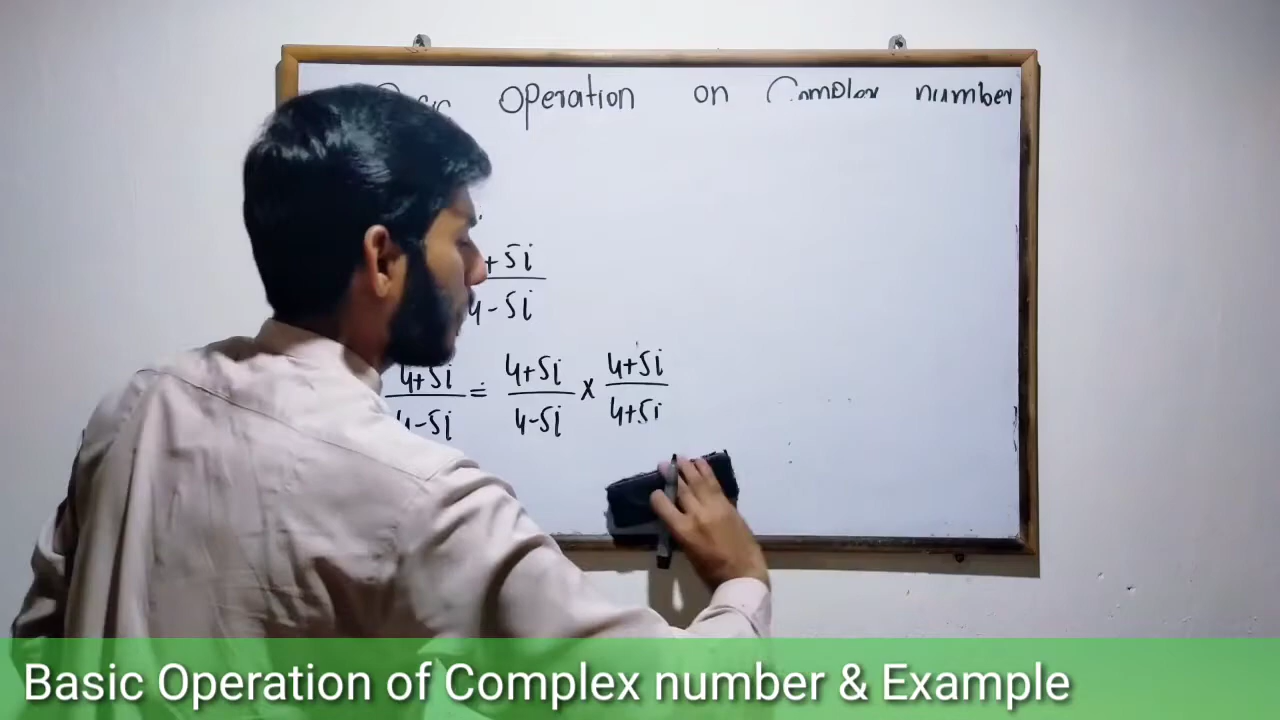 Operation on Complex number
+ 5i
4 - 5i
4+5i = 4+5i × 4+5i
4-5i 4-5i 4+5i
Basic Operation of Complex number & Example